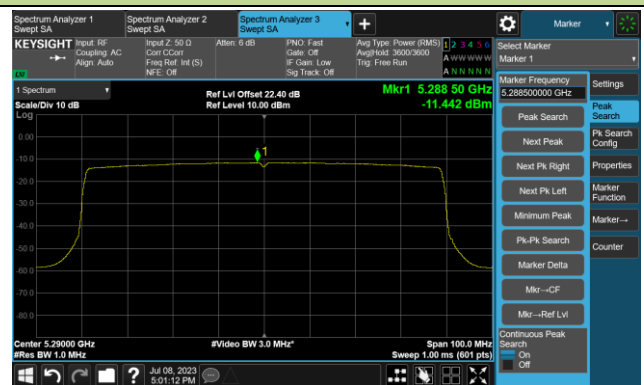 Spectrum Analyzer 1
Swept SA
Spectrum Analyzer 2
Swept SA
Spectrum Analyzer 3
Swept SA
Marker
KEYSIGHT
Input: RF
Coupling: AC
Align: Auto
Input Z: 50 Ω
Corr CCorr
Freq Ref: Int (S)
NFE: Off
Atten: 6 dB
PNO: Fast
Gate: Off
IF Gain: Low
Sig Track: Off
Avg Type: Power (RMS)
Avg|Hold: 3600/3600
Trig: Free Run
1 2 3 4 5 6
A W W W W W
A N N N N N
Select Marker
Marker 1
1 Spectrum
Scale/Div 10 dB
Log
Ref Lvl Offset 22.40 dB
Ref Level 10.00 dBm
Mkr1 5.288 50 GHz
-11.442 dBm
1
0.00
-10.0
-20.0
-30.0
-40.0
-50.0
-60.0
-70.0
-80.0
Center 5.29000 GHz
#Res BW 1.0 MHz
#Video BW 3.0 MHz*
Span 100.0 MHz
Sweep 1.00 ms (601 pts)
Marker Frequency
5.288500000 GHz
Peak Search
Next Peak
Next Pk Right
Next Pk Left
Minimum Peak
Pk-Pk Search
Marker Delta
Mkr→CF
Mkr→Ref Lvl
Continuous Peak
Search
On
Off
Settings
Peak
Search
Pk Search
Config
Properties
Marker
Function
Marker→
Counter
?
Jul 08, 2023
5:01:12 PM